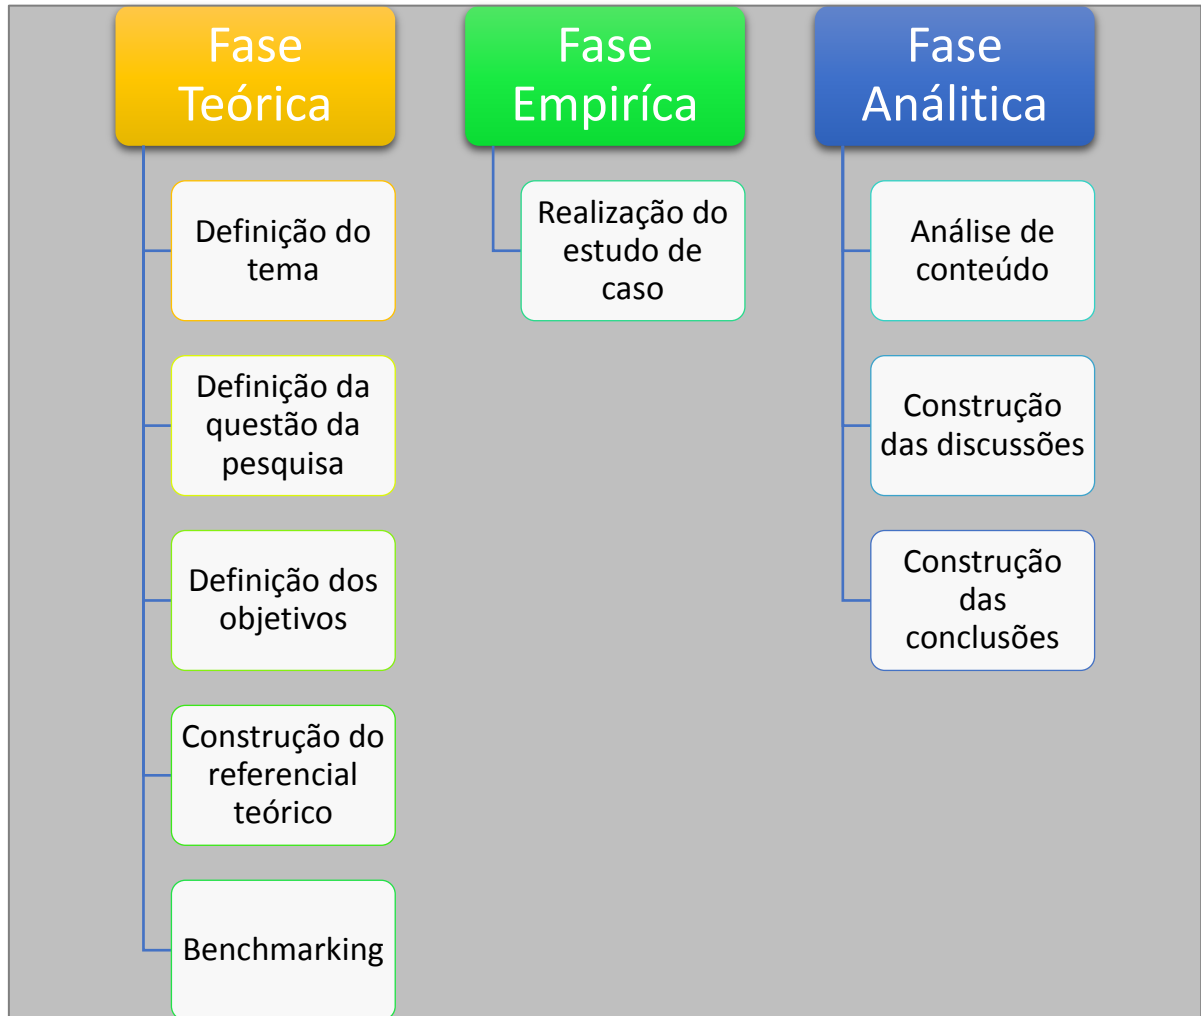 Fase
Teórica
Definição do
tema
Definição da
questão da
pesquisa
Definição dos
objetivos
Construção do
referencial
teórico
Benchmarking
Fase
Empiríca
Realização do
estudo de
caso
Fase
Análitica
Análise de
conteúdo
Construção
das discussões
Construção
das
conclusões